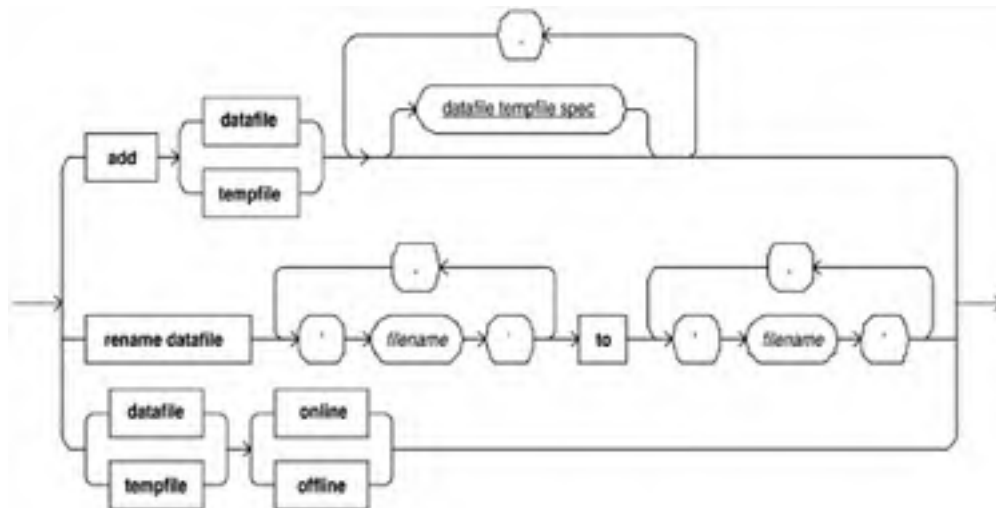 ,
datafile tempfile spec
datafile
add
tempfile
, ,
rename datafile ' filename ' to ' filename '
datafile online
tempfile offline